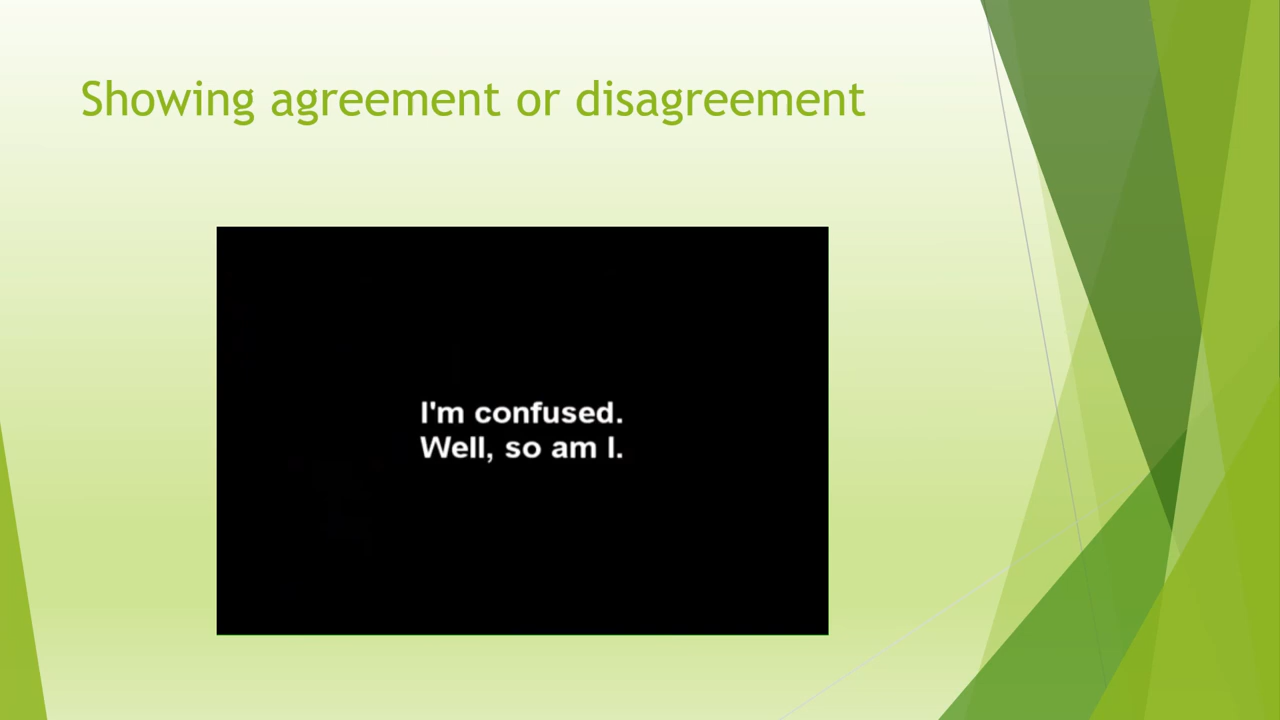 Showing agreement or disagreement
I'm confused.
Well, so am I.